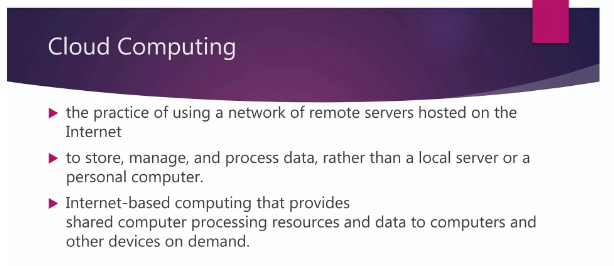 Cloud Computing
the practice of using a network of remote servers hosted on the
Internet
to store, manage, and process data, rather than a local server or a
personal computer.
Internet-based computing that provides
shared computer processing resources and data to computers and
other devices on demand.